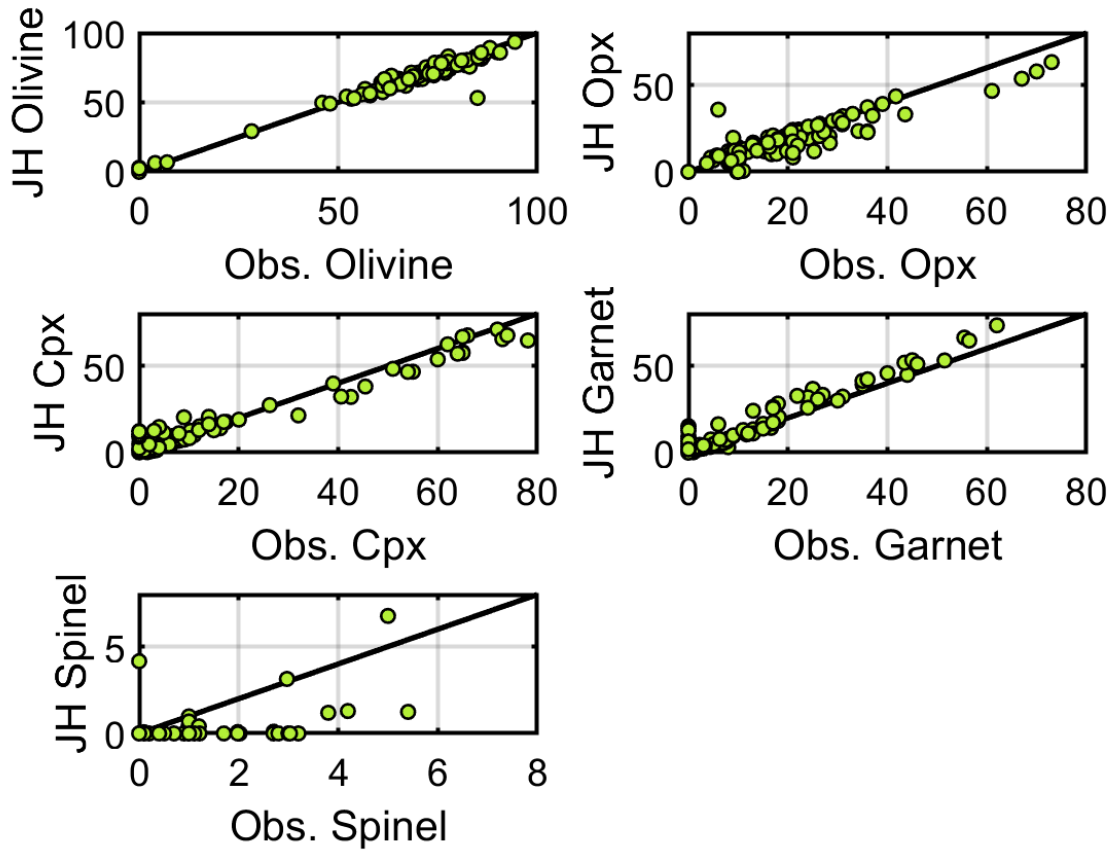 JH Olivine
100
50
0
0 50 100
Obs. Olivine
JH Opx
50
0
0 20 40 60 80
Obs. Opx
JH Cpx
50
0
0 20 40 60 80
Obs. Cpx
JH Garnet
50
0
0 20 40 60 80
Obs. Garnet
JH Spinel
5
0
0 2 4 6 8
Obs. Spinel